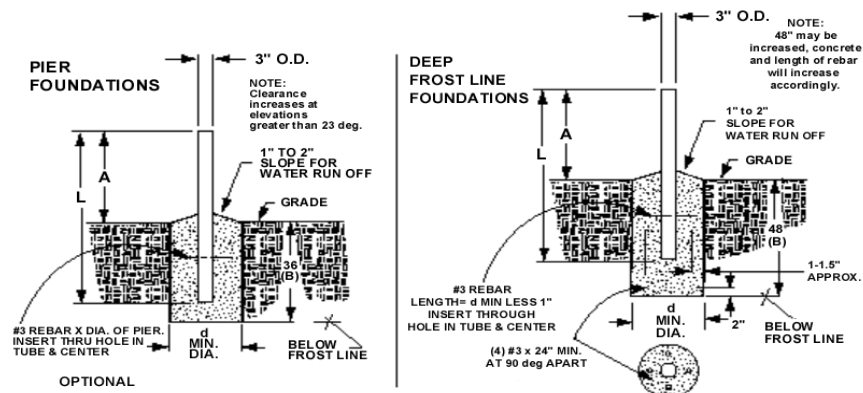 PIER
FOUNDATIONS
3" O.D.
NOTE:
Clearance
increases at
elevations
greater than 23 deg.
1" TO 2"
SLOPE FOR
WATER RUN OFF
GRADE
A
L
36
(B)
#3 REBAR X DIA. OF PIER.
INSERT THRU HOLE IN
TUBE & CENTER
d
MIN.
DIA.
BELOW
FROST LINE
OPTIONAL
DEEP
FROST LINE
FOUNDATIONS
3" O.D.
NOTE:
48" may be
increased, concrete
and length of rebar
will increase
accordingly.
1" to 2"
SLOPE FOR
WATER RUN OFF
GRADE
A
L
48
(B)
1-1.5"
APPROX.
#3 REBAR
LENGTH= d MIN LESS 1"
INSERT THROUGH
HOLE IN TUBE & CENTER
d
MIN.
DIA.
2"
BELOW
FROST LINE
(4) #3 x 24" MIN.
AT 90 deg APART